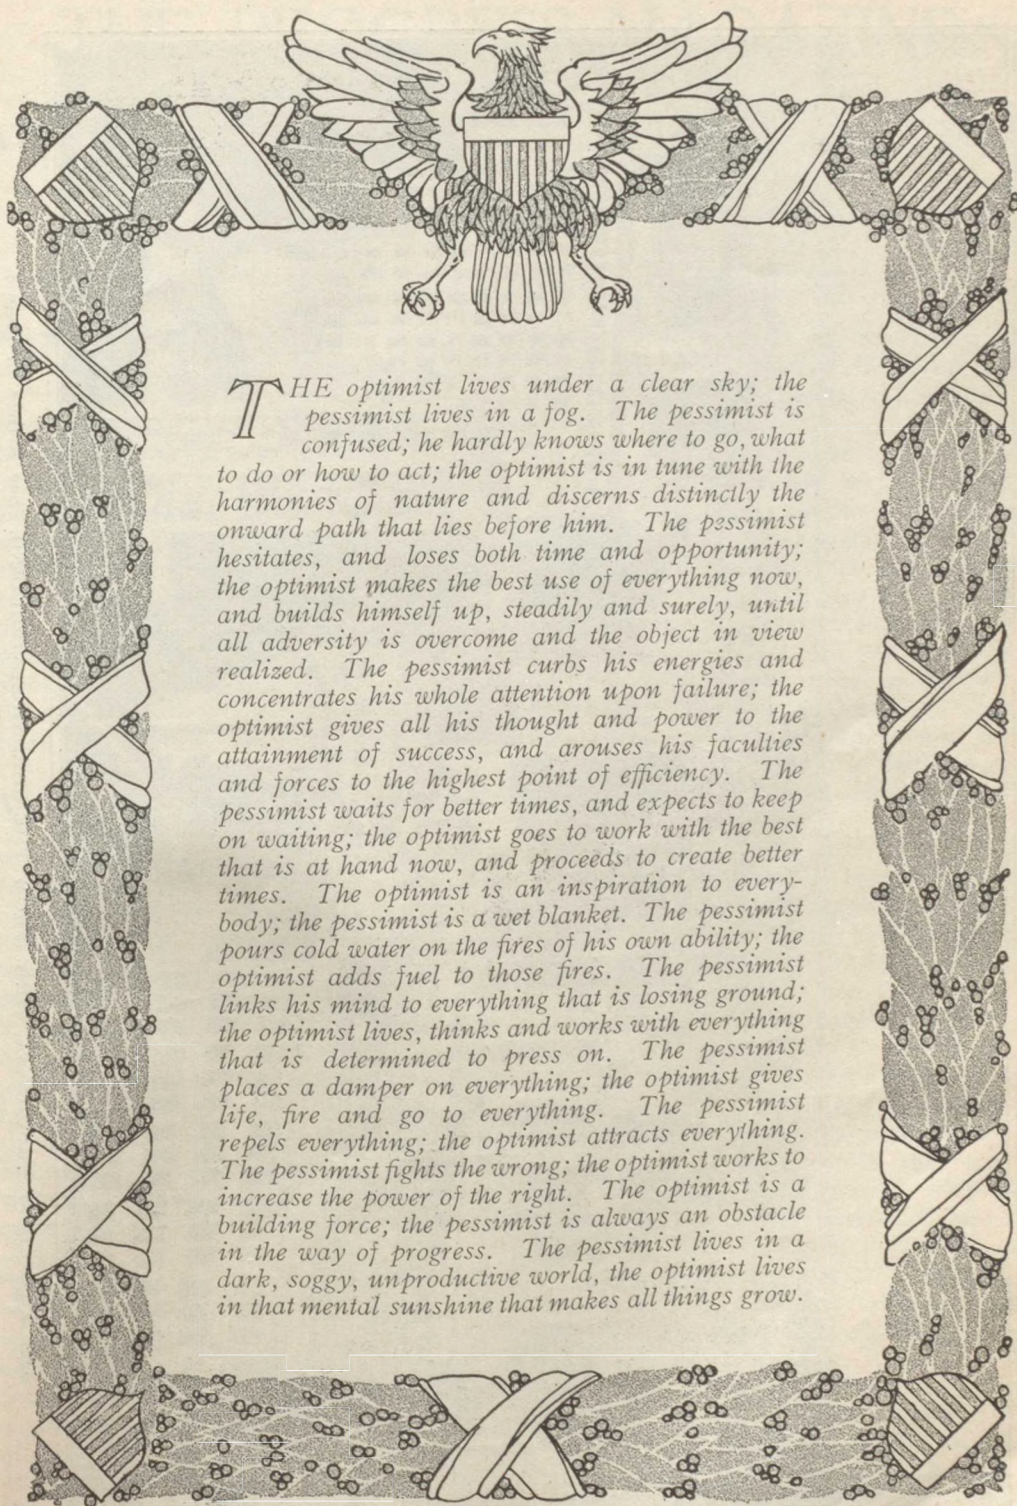 THE optimist lives under a clear sky; the
pessimist lives in a fog. The pessimist is
confused; he hardly knows where to go, what
to do or how to act; the optimist is in tune with the
harmonies of nature and discerns distinctly the
onward path that lies before him. The pessimist
hesitates, and loses both time and opportunity;
the optimist makes the best use of everything now,
and builds himself up, steadily and surely, until
all adversity is overcome and the object in view
realized. The pessimist curbs his energies and
concentrates his whole attention upon failure; the
optimist gives all his thought and power to the
attainment of success, and arouses his faculties
and forces to the highest point of efficiency. The
pessimist waits for better times, and expects to keep
on waiting; the optimist goes to work with the best
that is at hand now, and proceeds to create better
times. The optimist is an inspiration to every-
body; the pessimist is a wet blanket. The pessimist
pours cold water on the fires of his own ability; the
optimist adds fuel to those fires. The pessimist
links his mind to everything that is losing ground;
the optimist lives, thinks and works with everything
that is determined to press on. The pessimist
places a damper on everything; the optimist gives
life, fire and go to everything. The pessimist
repels everything; the optimist attracts everything.
The pessimist fights the wrong; the optimist works to
increase the power of the right. The optimist is a
building force; the pessimist is always an obstacle
in the way of progress. The pessimist lives in a
dark, soggy, unproductive world, the optimist lives
in that mental sunshine that makes all things grow.